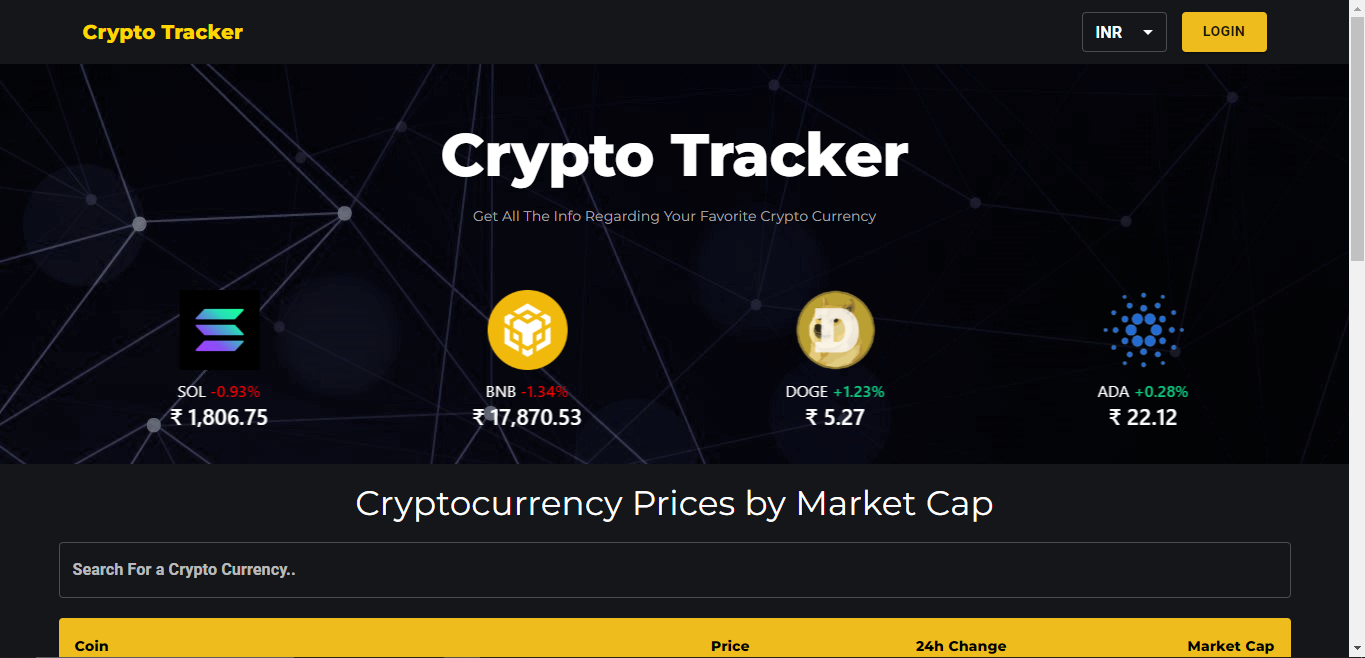 Crypto Tracker INR LOGIN
Crypto Tracker
Get All The Info Regarding Your Favorite Crypto Currency
SOL -0.93% BNB -1.34% DOGE +1.23% ADA +0.28%
₹ 1,806.75 ₹ 17,870.53 ₹ 5.27 ₹ 22.12
Cryptocurrency Prices by Market Cap
Search For a Crypto Currency..
Coin Price 24h Change Market Cap